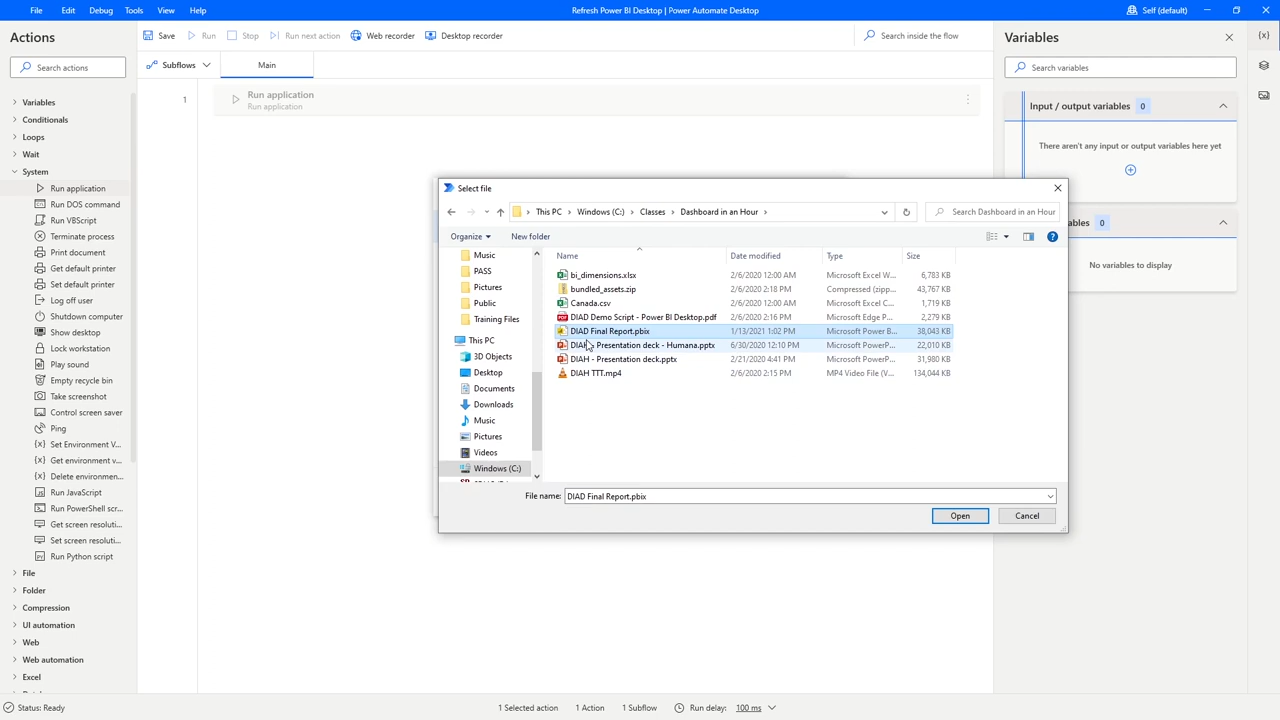 File Edit Debug Tools View Help
Refresh Power BI Desktop | Power Automate Desktop
Self (default)
Actions
Search actions
Variables
Conditionals
Loops
Wait
System
Run application
Run DOS command
Run VBScript
Terminate process
Print document
Get default printer
Set default printer
Log off user
Shutdown computer
Show desktop
Lock workstation
Play sound
Empty recycle bin
Take screenshot
Control screen saver
Ping
Set Environment V...
Get environment v...
Delete environmen...
Run JavaScript
Run PowerShell scr...
Get screen resoluti...
Set screen resoluti...
Run Python script
File
Folder
Compression
UI automation
Web
Web automation
Excel
Save Run Stop Run next action Web recorder Desktop recorder
Search inside the flow
Subflows Main
1
Run application
Run application
Select file
This PC > Windows (C:) > Classes > Dashboard in an Hour >
Search Dashboard in an Hour
Organize New folder
Music
PASS
Pictures
Public
Training Files
This PC
3D Objects
Desktop
Documents
Downloads
Music
Pictures
Videos
Windows (C:)
Name Date modified Type Size
bi_dimensions.xlsx 2/6/2020 12:00 AM Microsoft Excel W... 6,783 KB
bundled_assets.zip 2/6/2020 2:18 PM Compressed (zipp... 43,767 KB
Canada.csv 2/6/2020 12:00 AM Microsoft Excel C... 1,719 KB
DIAD Demo Script - Power BI Desktop.pdf 2/6/2020 2:16 PM Microsoft Edge P... 2,279 KB
DIAD Final Report.pbix 1/13/2021 1:02 PM Microsoft Power B... 38,043 KB
Presentation deck - Humana.pptx 6/30/2020 12:10 PM Microsoft PowerP... 22,010 KB
DIAH - Presentation deck.pptx 2/21/2020 4:41 PM Microsoft PowerP... 31,980 KB
DIAH TTT.mp4 2/6/2020 2:15 PM MP4 Video File (V... 134,044 KB
File name: DIAD Final Report.pbix
Open Cancel
Variables
Search variables
Input / output variables 0
There aren't any input or output variables here yet
ables 0
No variables to display
{x}
Status: Ready
1 Selected action 1 Action 1 Subflow Run delay: 100 ms